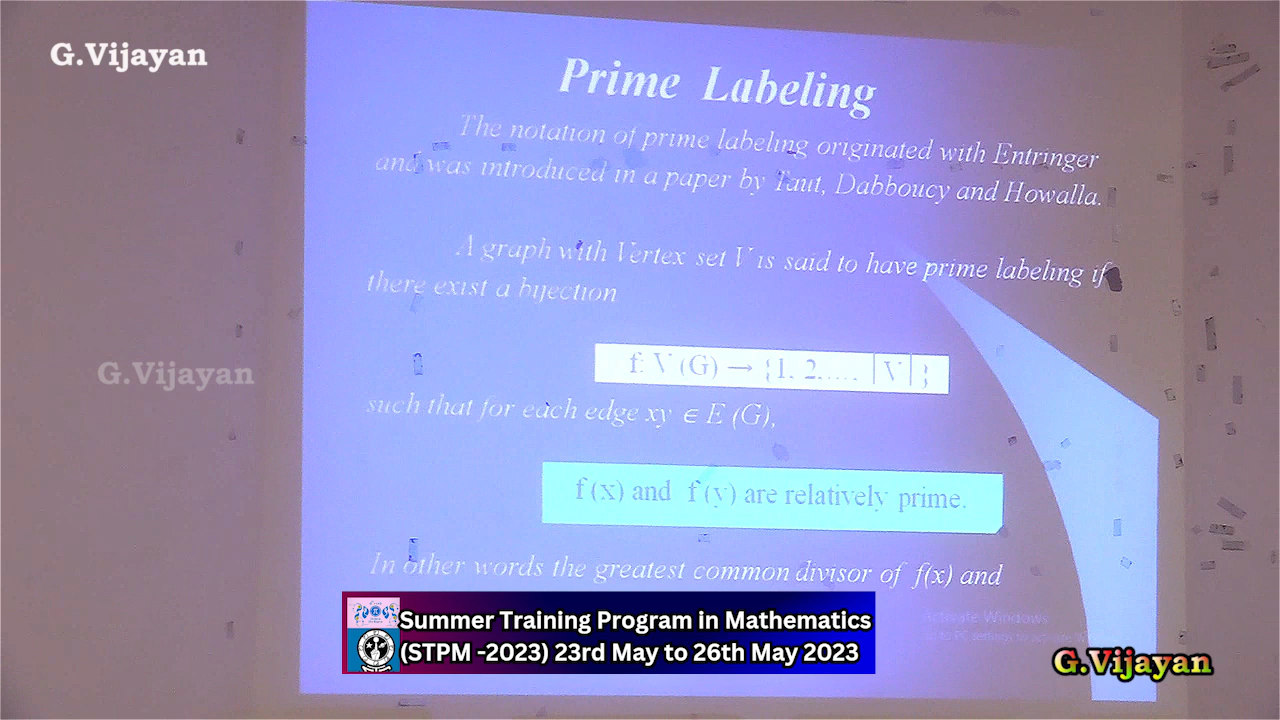 G.Vijayan
Prime Labeling
The notation of prime labeling originated with Entringer
and was introduced in a paper by Taut, Dabboucy and Howalla.
A graph with Vertex set V is said to have prime labeling if
there exist a bijection
f: V (G) → {1, 2,...., |V| }
G.Vijayan
such that for each edge xy ∈ E (G),
f (x) and f (y) are relatively prime.
In other words the greatest common divisor of f(x) and
Activate Windows
Summer Training Program in Mathematics
(STPM -2023) 23rd May to 26th May 2023
G.Vijayan